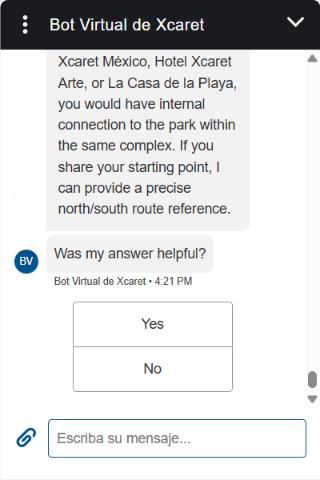 Bot Virtual de Xcaret
Xcaret México, Hotel Xcaret
Arte, or La Casa de la Playa,
you would have internal
connection to the park within
the same complex. If you
share your starting point, I
can provide a precise
north/south route reference.
Was my answer helpful?
BV
Bot Virtual de Xcaret • 4:21 PM
Yes
No
Escriba su mensaje...